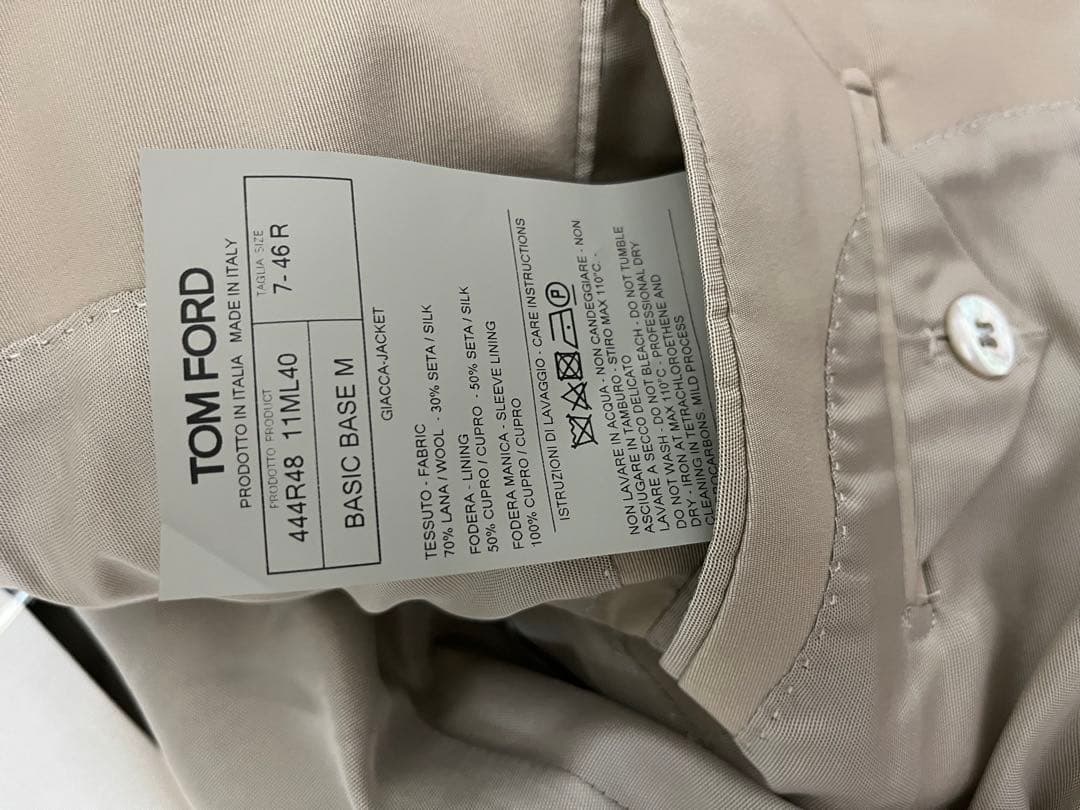 TOM FORD
PRODOTTO IN ITALIA MADE IN ITALY
PRODOTTO PRODUCT
444R48 11ML40
TAGLIA SIZE
7- 46 R
BASIC BASE M
GIACCA-JACKET
TESSUTO - FABRIC
70% LANA / WOOL - 30% SETA / SILK
FODERA - LINING
50% CUPRO / CUPRO - 50% SETA / SILK
FODERA MANICA - SLEEVE LINING
100% CUPRO / CUPRO
ISTRUZIONI DI LAVAGGIO - CARE INSTRUCTIONS
P
NON LAVARE IN ACQUA - NON CANDEGGIARE - NON
ASCIUGARE IN TAMBURO - STIRO MAX 110°C -
LAVARE A SECCO DELICATO
DO NOT WASH - DO NOT BLEACH - DO NOT TUMBLE
DRY - IRON AT MAX 110°C - PROFESSIONAL DRY
CLEANING IN TETRACHLOROETHENE AND
HYDROCARBONS. MILD PROCESS